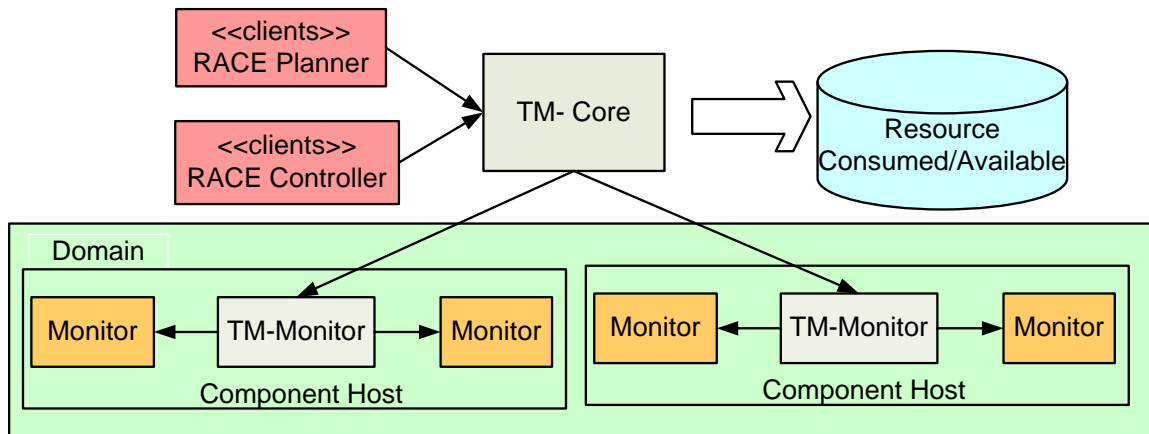 <<clients>>
RACE Planner
<<clients>>
RACE Controller
TM- Core
Resource
Consumed/Available
Domain
Monitor
TM-Monitor
Monitor
Component Host
Monitor
TM-Monitor
Monitor
Component Host